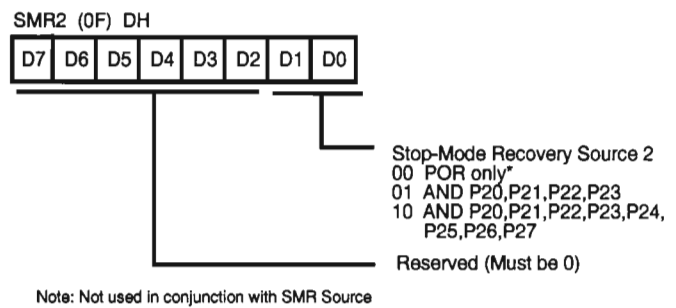 SMR2 (0F) DH
D7 D6 D5 D4 D3 D2 D1 D0
Stop-Mode Recovery Source 2
00 POR only*
01 AND P20,P21,P22,P23
10 AND P20,P21,P22,P23,P24,
P25,P26,P27
Reserved (Must be 0)
Note: Not used in conjunction with SMR Source